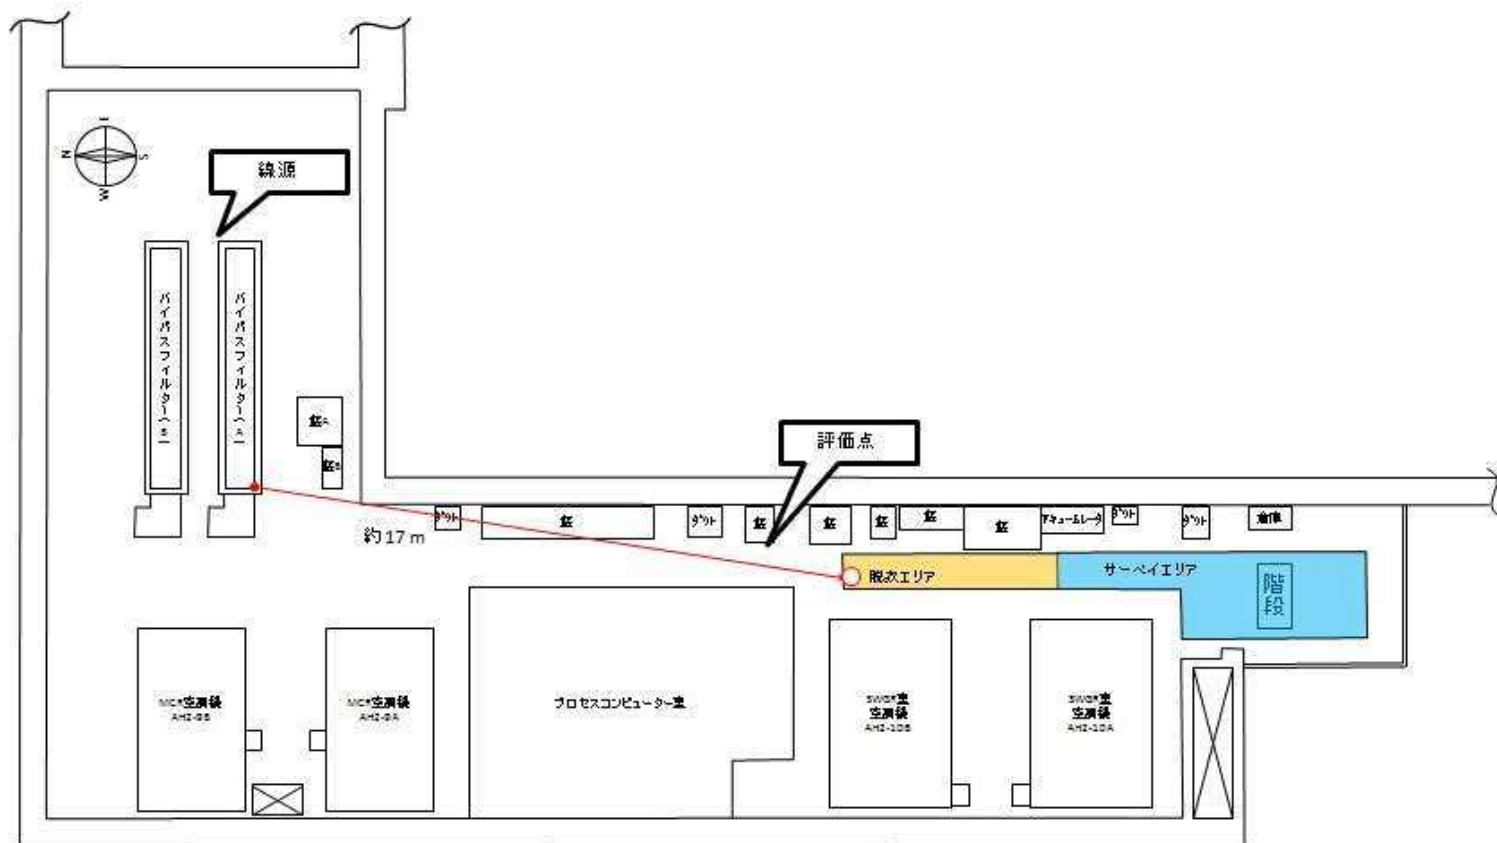 線源
N
S
W
バイパスフィルター(B)
バイパスフィルター(A)
盤A
盤B
評価点
約17m
ダクト
盤
ダクト
盤
盤
盤
盤
盤
アキュームレータ
ダクト
ダクト
倉庫
脱衣エリア
サーベイエリア
階段
MCR空調機
AH2-9B
MCR空調機
AH2-9A
プロセスコンピューター室
SWGR室
空調機
AH2-10B
SWGR室
空調機
AH2-10A